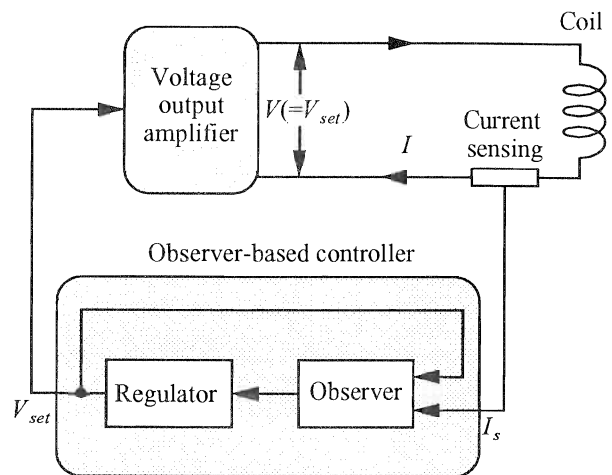 Coil
Voltage
output
amplifier
V(=V_set)
Current
sensing
I
Observer-based controller
Regulator
Observer
V_set
I_s